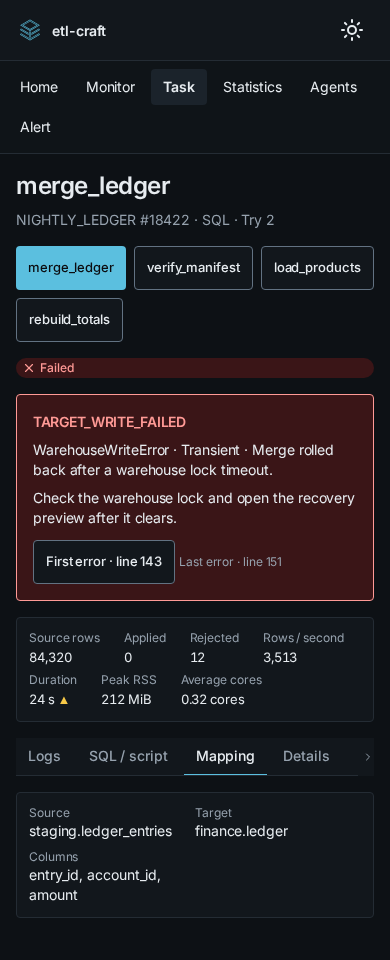 etl-craft
Home Monitor Task Statistics Agents
Alert
merge_ledger
NIGHTLY_LEDGER #18422 · SQL · Try 2
merge_ledger verify_manifest load_products
rebuild_totals
Failed
TARGET_WRITE_FAILED
WarehouseWriteError · Transient · Merge rolled
back after a warehouse lock timeout.
Check the warehouse lock and open the recovery
preview after it clears.
First error · line 143 Last error · line 151
Source rows Applied Rejected Rows / second
84,320 0 12 3,513
Duration Peak RSS Average cores
24 s 212 MiB 0.32 cores
Logs SQL / script Mapping Details
Source Target
staging.ledger_entries finance.ledger
Columns
entry_id, account_id,
amount